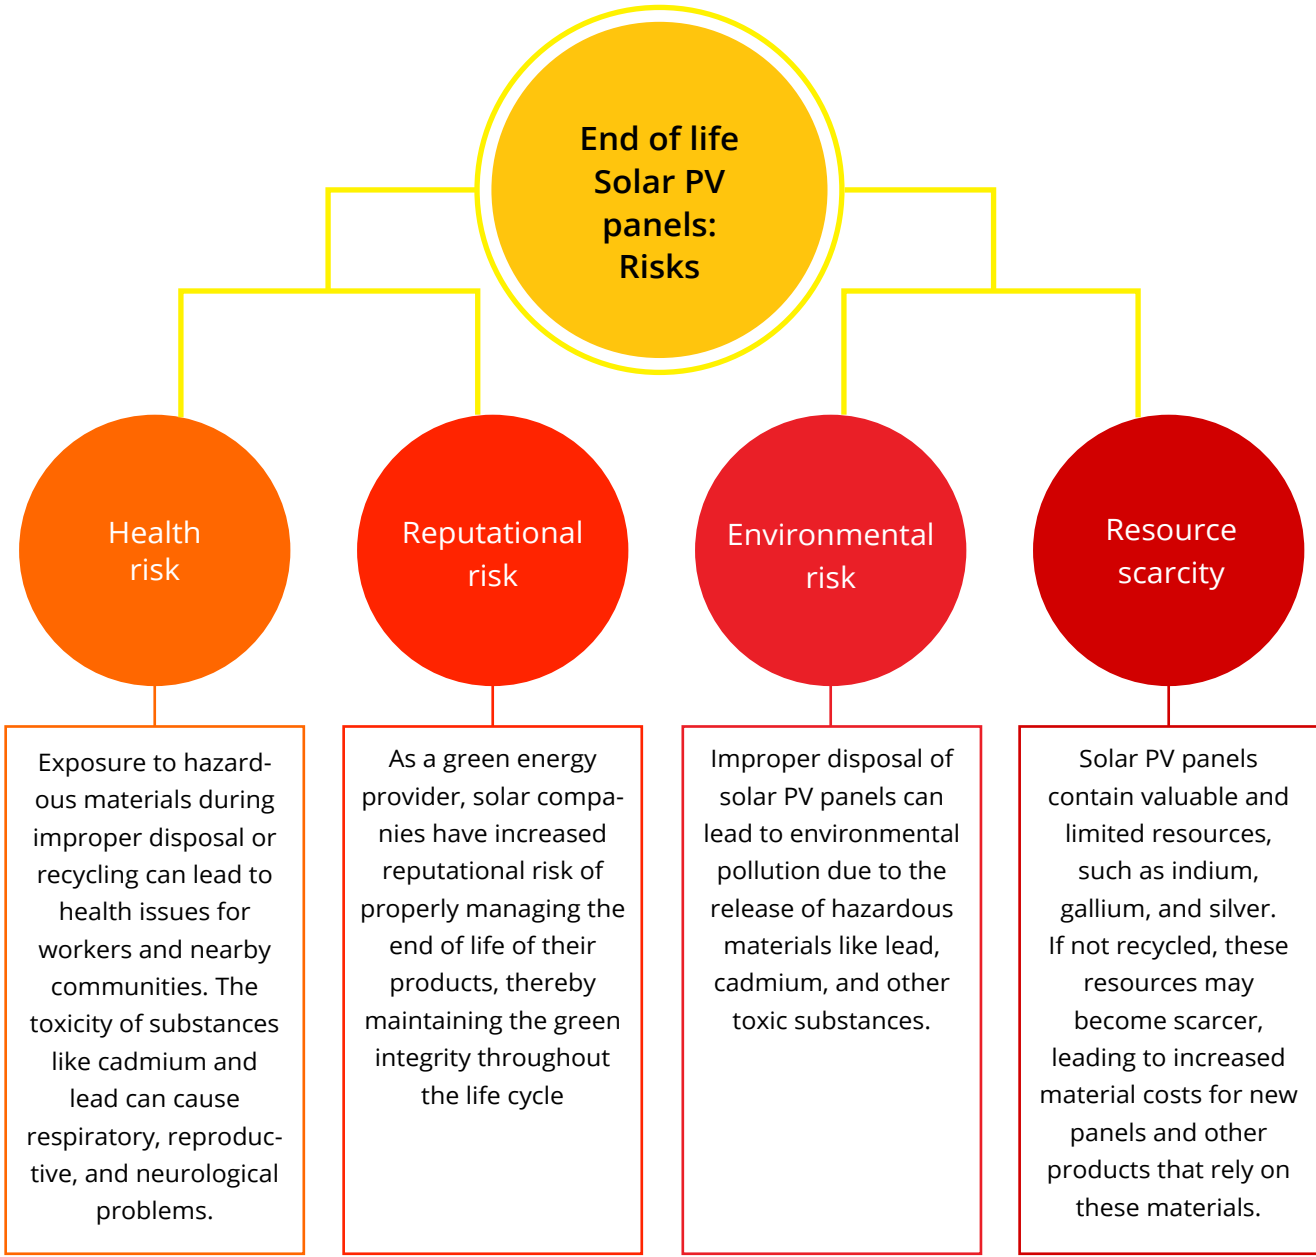 End of life
Solar PV
panels:
Risks
Health
risk
Reputational
risk
Environmental
risk
Resource
scarcity
Exposure to hazard-
ous materials during
improper disposal or
recycling can lead to
health issues for
workers and nearby
communities. The
toxicity of substances
like cadmium and
lead can cause
respiratory, reproduc-
tive, and neurological
problems.
As a green energy
provider, solar compa-
nies have increased
reputational risk of
properly managing the
end of life of their
products, thereby
maintaining the green
integrity throughout
the life cycle
Improper disposal of
solar PV panels can
lead to environmental
pollution due to the
release of hazardous
materials like lead,
cadmium, and other
toxic substances.
Solar PV panels
contain valuable and
limited resources,
such as indium,
gallium, and silver.
If not recycled, these
resources may
become scarcer,
leading to increased
material costs for new
panels and other
products that rely on
these materials.